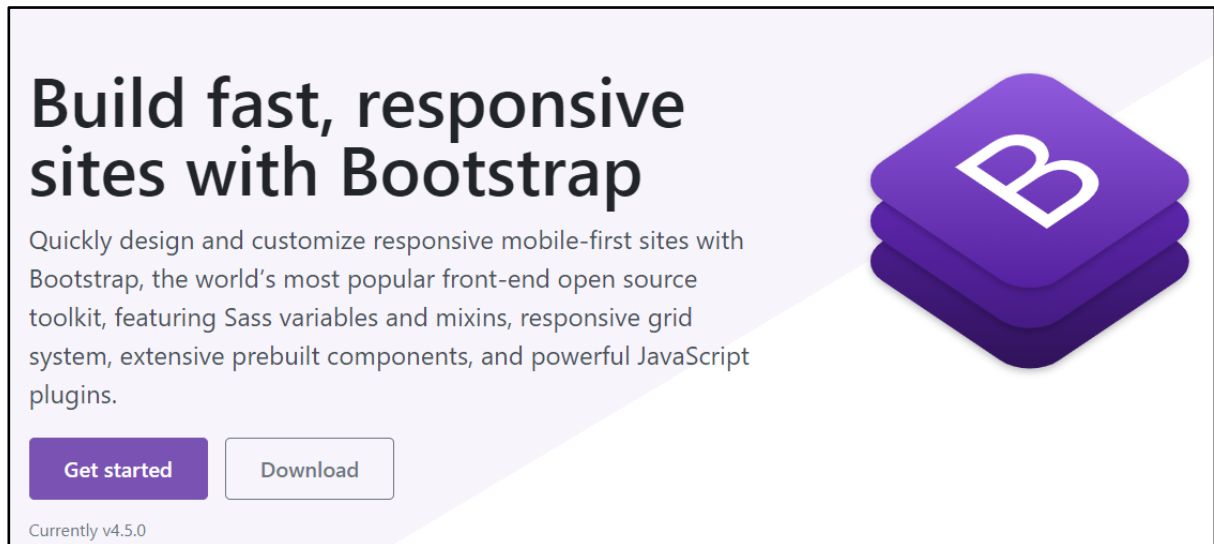 Build fast, responsive
sites with Bootstrap
B
Quickly design and customize responsive mobile-first sites with
Bootstrap, the world’s most popular front-end open source
toolkit, featuring Sass variables and mixins, responsive grid
system, extensive prebuilt components, and powerful JavaScript
plugins.
Get started Download
Currently v4.5.0